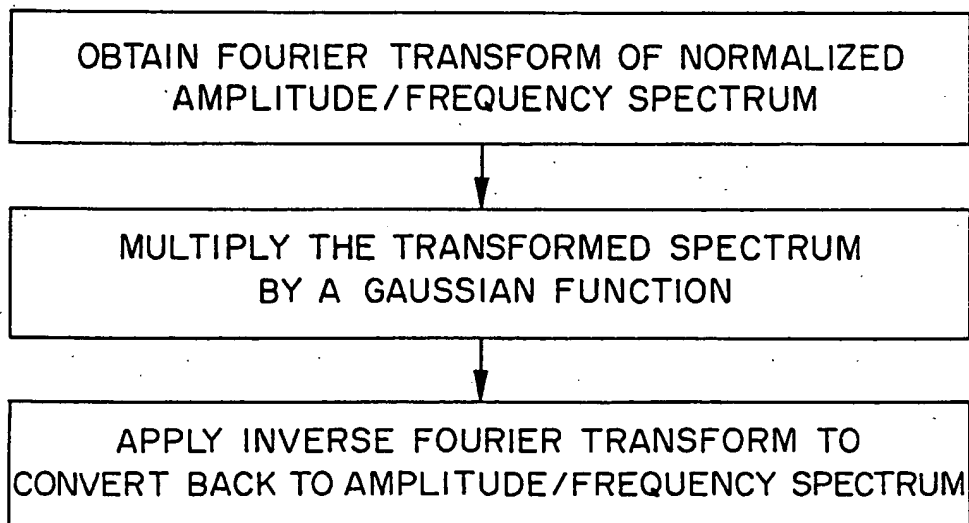 OBTAIN FOURIER TRANSFORM OF NORMALIZED
AMPLITUDE/FREQUENCY SPECTRUM
MULTIPLY THE TRANSFORMED SPECTRUM
BY A GAUSSIAN FUNCTION
APPLY INVERSE FOURIER TRANSFORM TO
CONVERT BACK TO AMPLITUDE/FREQUENCY SPECTRUM